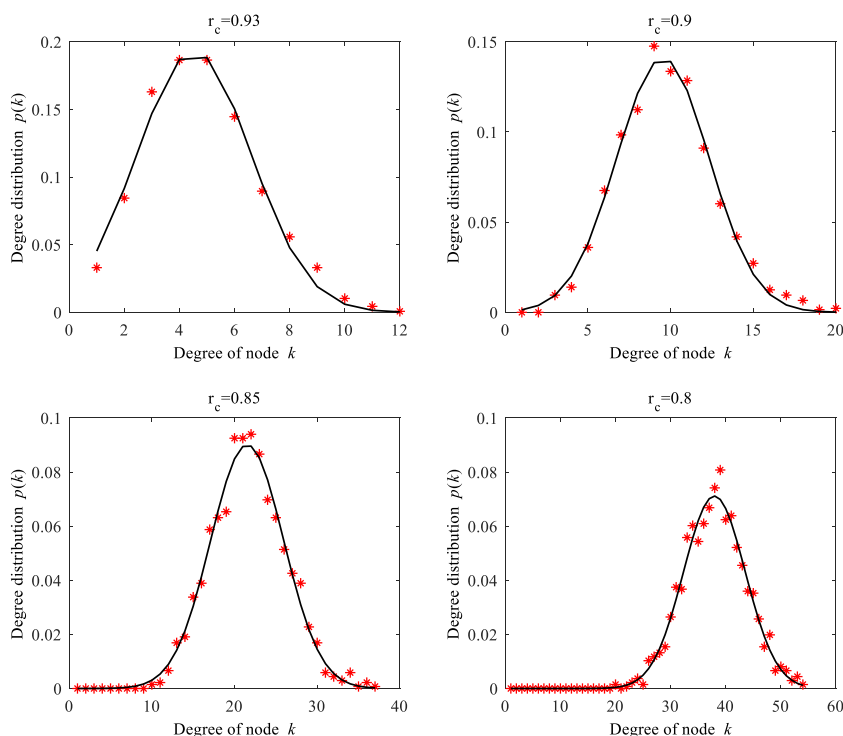 r_c=0.93
Degree distribution p(k)
0.2
0.15
0.1
0.05
0
0 2 4 6 8 10 12
Degree of node k
r_c=0.9
Degree distribution p(k)
0.15
0.1
0.05
0
0 5 10 15 20
Degree of node k
r_c=0.85
Degree distribution p(k)
0.1
0.08
0.06
0.04
0.02
0
0 10 20 30 40
Degree of node k
r_c=0.8
Degree distribution p(k)
0.1
0.08
0.06
0.04
0.02
0
0 10 20 30 40 50 60
Degree of node k